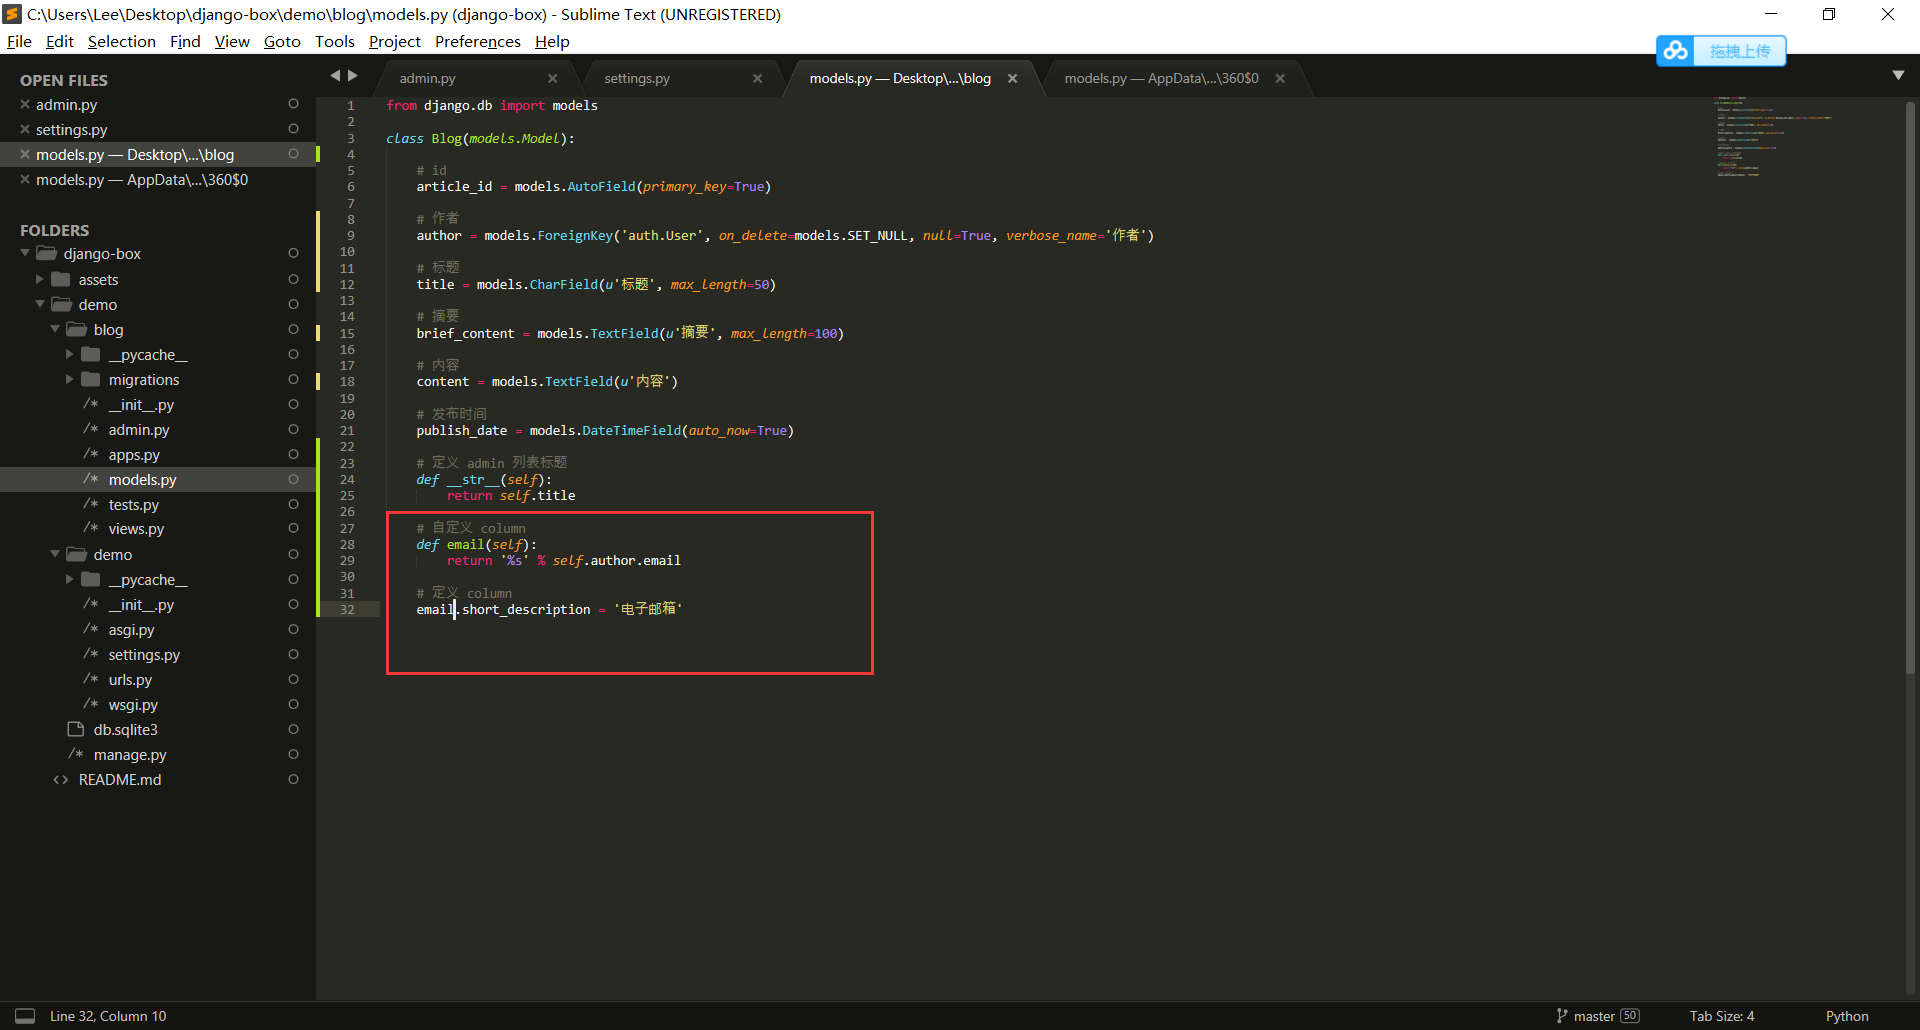 C:\Users\Lee\Desktop\django-box\demo\blog\models.py (django-box) - Sublime Text (UNREGISTERED)
File Edit Selection Find View Goto Tools Project Preferences Help
拖拽上传
OPEN FILES
admin.py
settings.py
models.py — Desktop\...\blog
models.py — AppData\...\360$0
FOLDERS
django-box
assets
demo
blog
__pycache__
migrations
/* __init__.py
/* admin.py
/* apps.py
/* models.py
/* tests.py
/* views.py
demo
__pycache__
/* __init__.py
/* asgi.py
/* settings.py
/* urls.py
/* wsgi.py
db.sqlite3
/* manage.py
<> README.md
admin.py settings.py models.py — Desktop\...\blog models.py — AppData\...\360$0
1 from django.db import models
2
3 class Blog(models.Model):
4
5 # id
6 article_id = models.AutoField(primary_key=True)
7
8 # 作者
9 author = models.ForeignKey('auth.User', on_delete=models.SET_NULL, null=True, verbose_name='作者')
10
11 # 标题
12 title = models.CharField(u'标题', max_length=50)
13
14 # 摘要
15 brief_content = models.TextField(u'摘要', max_length=100)
16
17 # 内容
18 content = models.TextField(u'内容')
19
20 # 发布时间
21 publish_date = models.DateTimeField(auto_now=True)
22
23 # 定义 admin 列表标题
24 def __str__(self):
25 return self.title
26
27 # 自定义 column
28 def email(self):
29 return '%s' % self.author.email
30
31 # 定义 column
32 email.short_description = '电子邮箱'
Line 32, Column 10
master 50
Tab Size: 4
Python